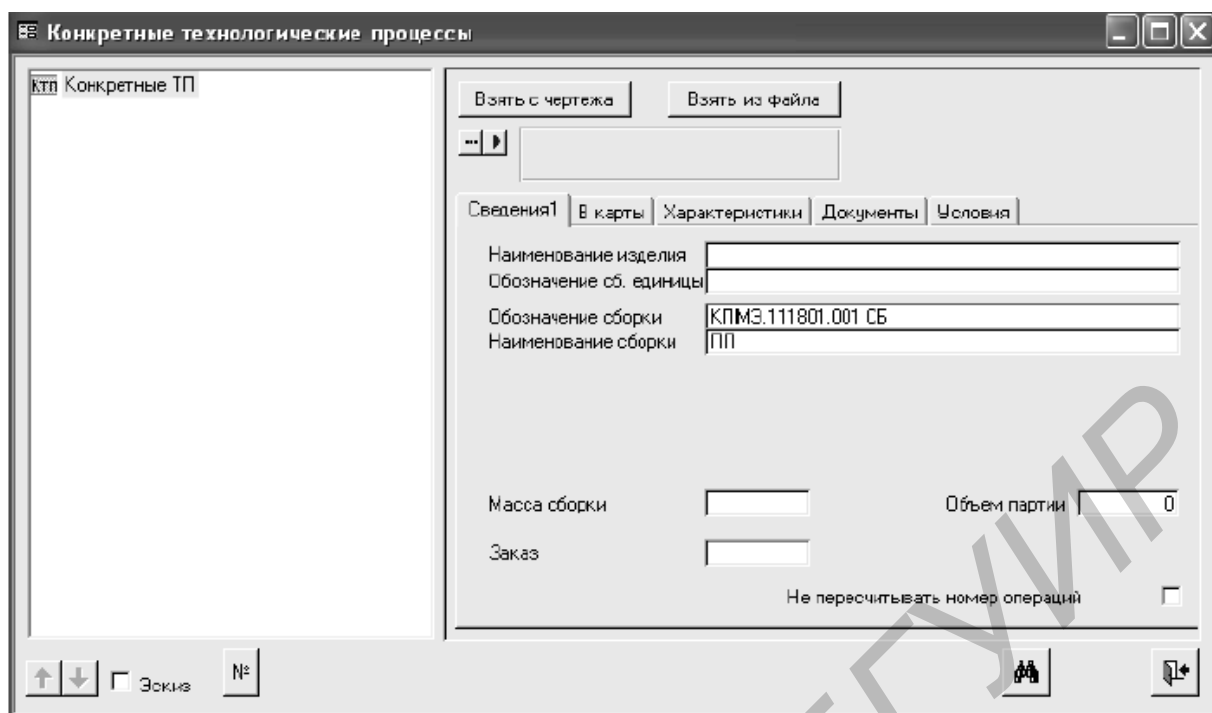 Конкретные технологические процессы
Ктп Конкретные ТП
Взять с чертежа Взять из файла
...
Сведения1 В карты Характеристики Документы Условия
Наименование изделия
Обозначение сб. единицы
Обозначение сборки КПМЭ.111801.001 СБ
Наименование сборки ПП
Масса сборки Объем партии 0
Заказ
Не пересчитывать номер операций
Эскиз №
БГУИР